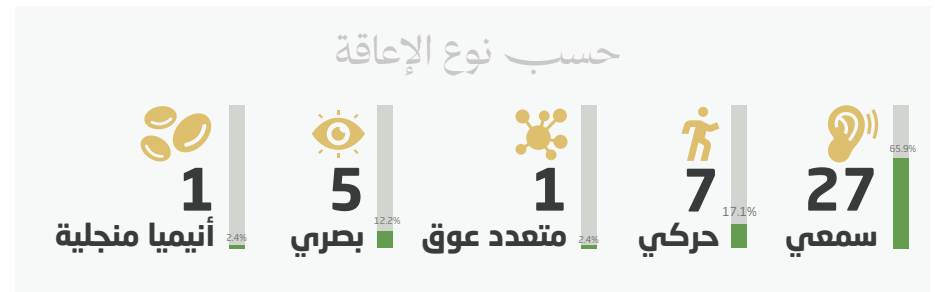 حسب نوع الإعاقة
27
سمعي
65.9%
7
حركي
17.1%
1
متعدد عوق
2.4%
5
بصري
12.2%
1
أنيميا منجلية
2.4%